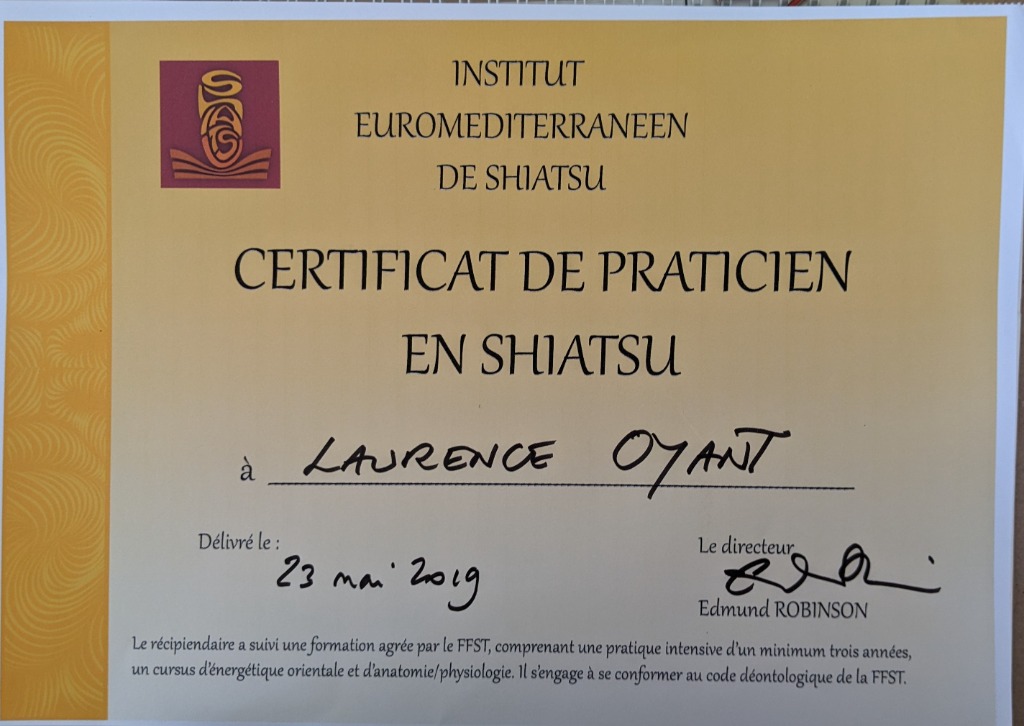 SHIATSU
INSTITUT
EUROMEDITERRANEEN
DE SHIATSU
CERTIFICAT DE PRATICIEN
EN SHIATSU
à LAURENCE OYANT
Délivré le :
23 mai 2019
Le directeur
Edmund ROBINSON
Le récipiendaire a suivi une formation agrée par le FFST, comprenant une pratique intensive d'un minimum trois années,
un cursus d'énergétique orientale et d'anatomie/physiologie. Il s'engage à se conformer au code déontologique de la FFST.